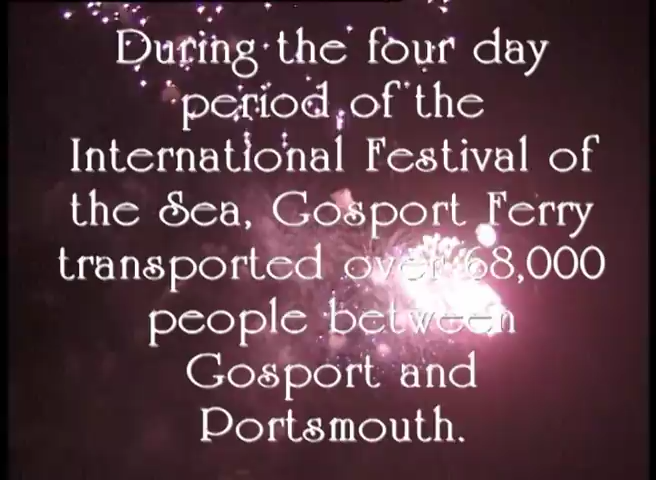 During the four day
period of the
International Festival of
the Sea, Gosport Ferry
transported over 68,000
people between
Gosport and
Portsmouth.